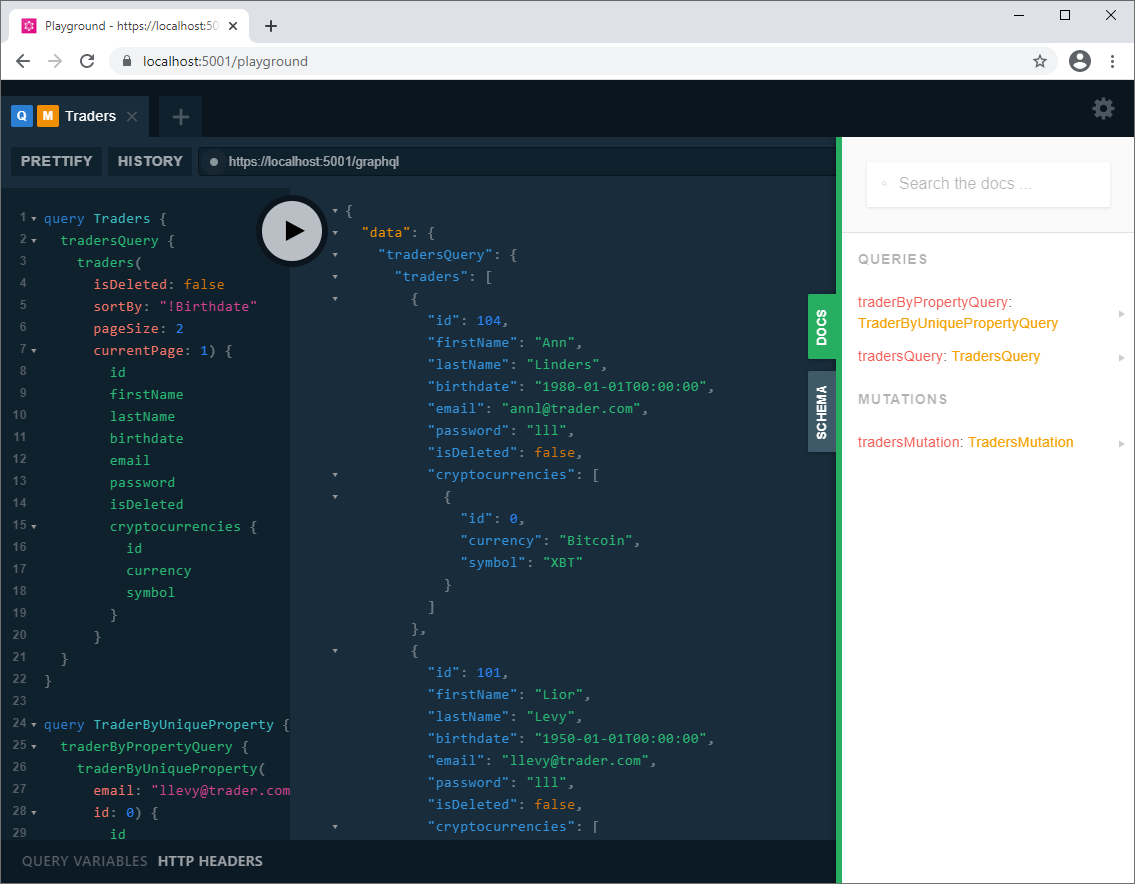 Playground - https://localhost:50
localhost:5001/playground
Q M Traders
PRETTIFY HISTORY https://localhost:5001/graphql
1 query Traders {
2 tradersQuery {
3 traders(
4 isDeleted: false
5 sortBy: "!Birthdate"
6 pageSize: 2
7 currentPage: 1) {
8 id
9 firstName
10 lastName
11 birthdate
12 email
13 password
14 isDeleted
15 cryptocurrencies {
16 id
17 currency
18 symbol
19 }
20 }
21 }
22 }
23
24 query TraderByUniqueProperty {
25 traderByPropertyQuery {
26 traderByUniqueProperty(
27 email: "llevy@trader.com
28 id: 0) {
29 id
QUERY VARIABLES HTTP HEADERS
{
"data": {
"tradersQuery": {
"traders": [
{
"id": 104,
"firstName": "Ann",
"lastName": "Linders",
"birthdate": "1980-01-01T00:00:00",
"email": "annl@trader.com",
"password": "lll",
"isDeleted": false,
"cryptocurrencies": [
{
"id": 0,
"currency": "Bitcoin",
"symbol": "XBT"
}
]
},
{
"id": 101,
"firstName": "Lior",
"lastName": "Levy",
"birthdate": "1950-01-01T00:00:00",
"email": "llevy@trader.com",
"password": "lll",
"isDeleted": false,
"cryptocurrencies": [
DOCS
SCHEMA
Search the docs ...
QUERIES
traderByPropertyQuery:
TraderByUniquePropertyQuery
tradersQuery: TradersQuery
MUTATIONS
tradersMutation: TradersMutation